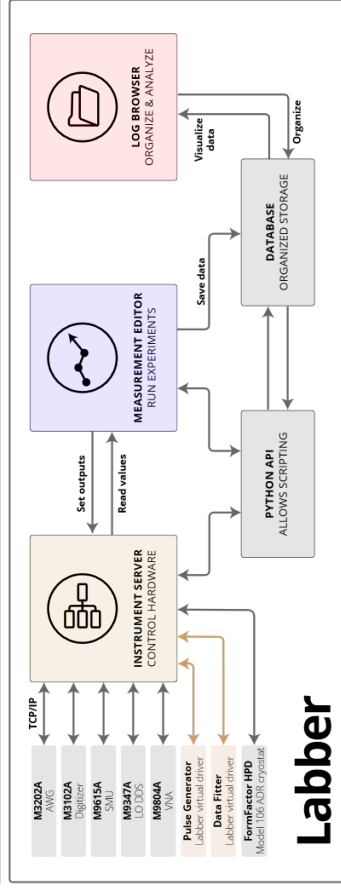 Labber
TCP/IP
M3202A
AWG
M3102A
Digitizer
M9615A
SMU
M9347A
LO DDS
M9804A
VNA
Pulse Generator
Labber virtual driver
Data Fitter
Labber virtual driver
FormFactor HPD
Model 106 ADR cryostat
INSTRUMENT SERVER
CONTROL HARDWARE
Set outputs
Read values
MEASUREMENT EDITOR
RUN EXPERIMENTS
PYTHON API
ALLOWS SCRIPTING
Save data
LOG BROWSER
ORGANIZE & ANALYZE
Visualize
data
Organize
DATABASE
ORGANIZED STORAGE